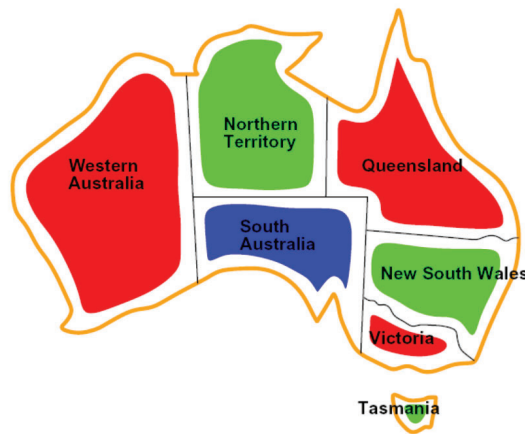 Northern
Territory
Western
Australia
Queensland
South
Australia
New South Wales
Victoria
Tasmania